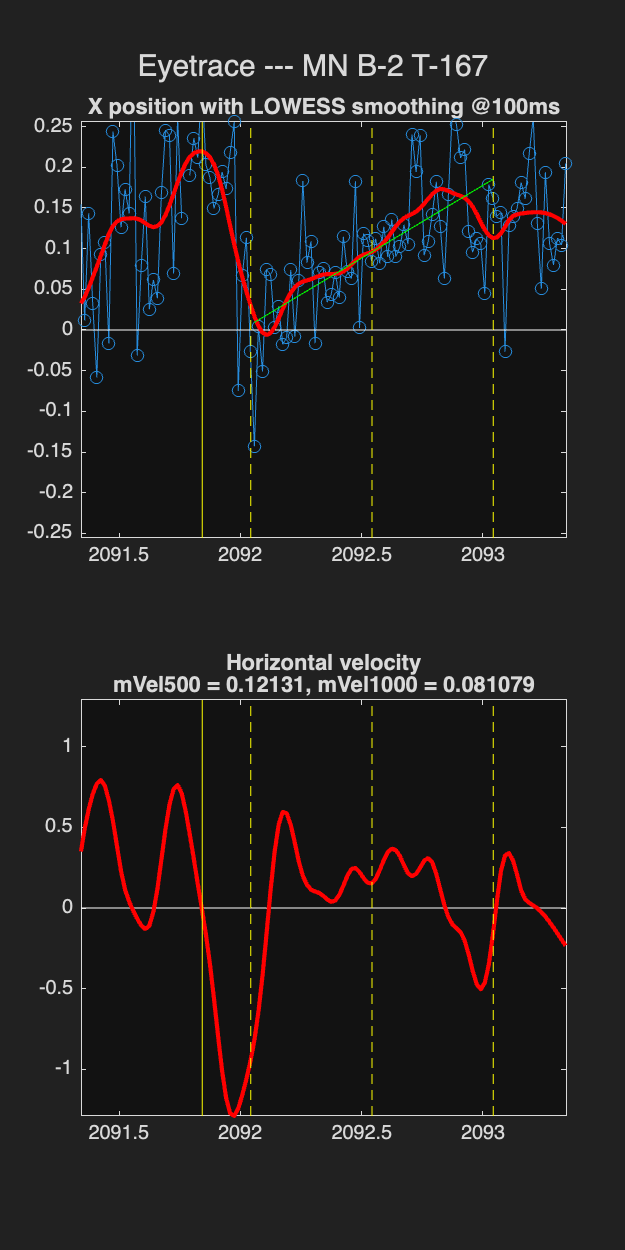 Eyetrace --- MN B-2 T-167
X position with LOWESS smoothing @100ms
0.25
0.2
0.15
0.1
0.05
0
-0.05
-0.1
-0.15
-0.2
-0.25
2091.5 2092 2092.5 2093
Horizontal velocity
mVel500 = 0.12131, mVel1000 = 0.081079
1
0.5
0
-0.5
-1
2091.5 2092 2092.5 2093